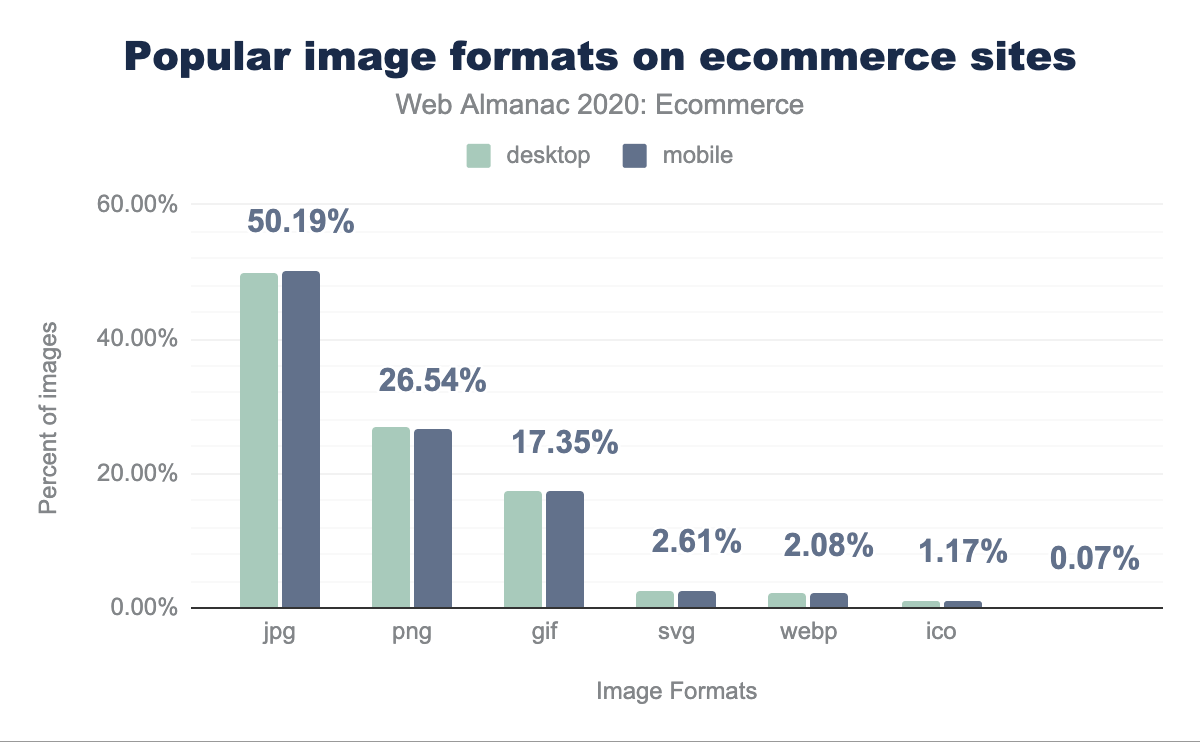 Popular image formats on ecommerce sites
Web Almanac 2020: Ecommerce
desktop mobile
60.00%
50.19%
40.00%
26.54%
17.35%
20.00%
2.61% 2.08% 1.17% 0.07%
0.00%
jpg png gif svg webp ico
Percent of images
Image Formats